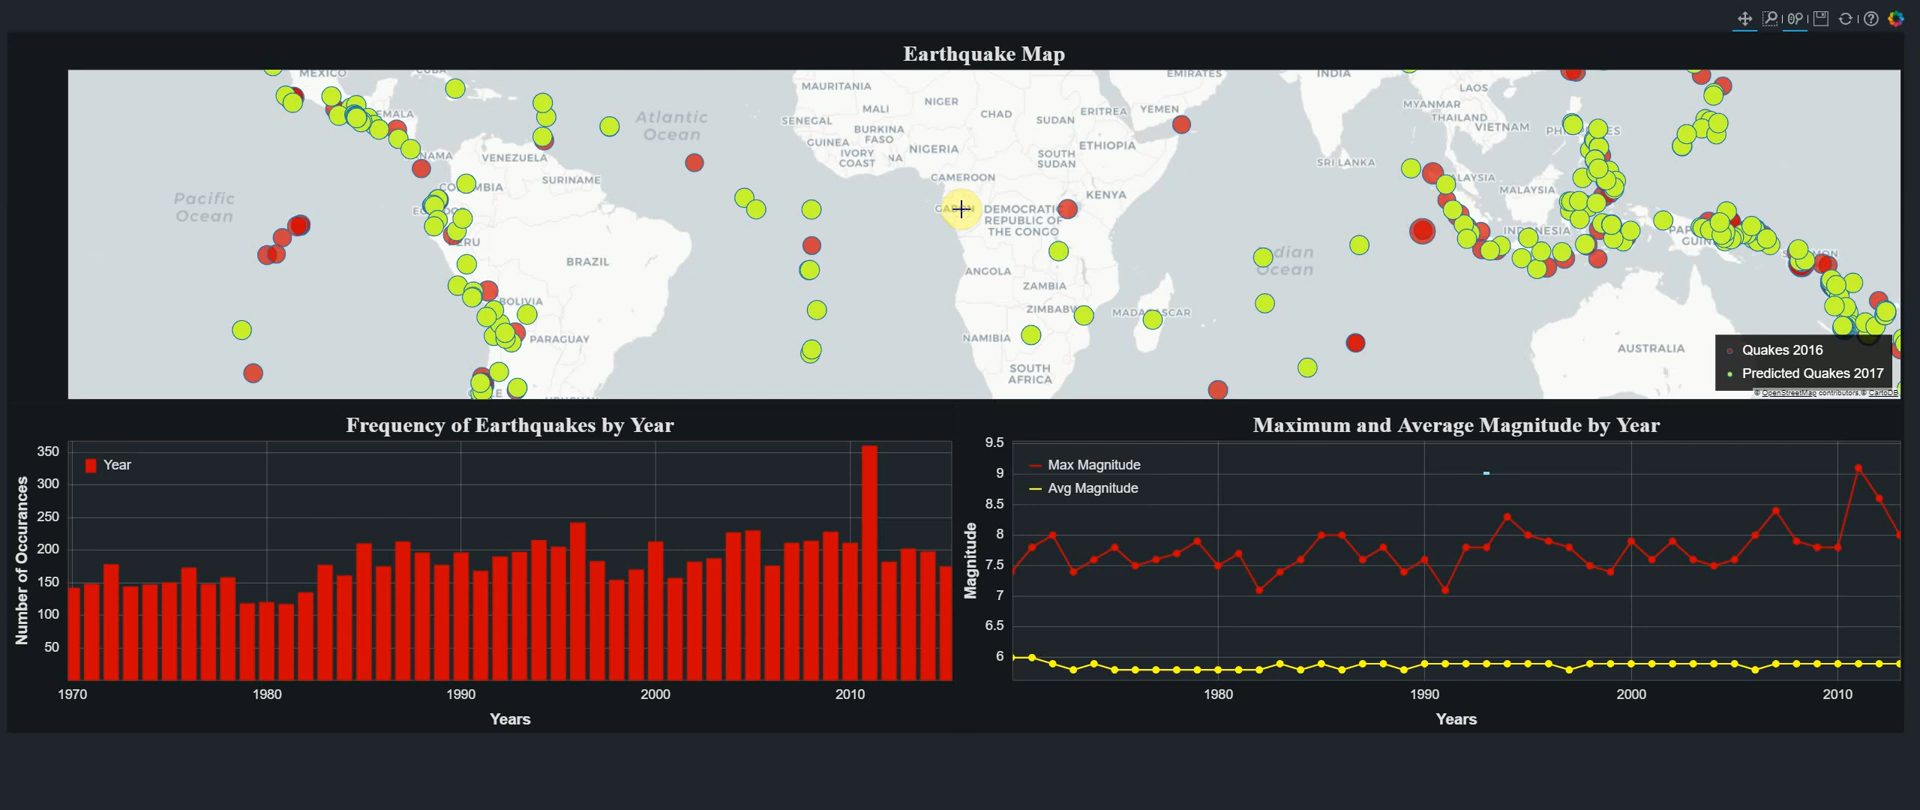 Earthquake Map
MEXICO
CUBA
MAURITANIA
MALI
NIGER
CHAD
SUDAN
ERITREA
YEMEN
EMIRATES
INDIA
MYANMAR
LAOS
THAILAND
VIETNAM
Atlantic
Ocean
SENEGAL
GUINEA
BURKINA
FASO
IVORY
COAST
NIGERIA
SOUTH
SUDAN
ETHIOPIA
SRI LANKA
VENEZUELA
SURINAME
CAMEROON
KENYA
MALAYSIA
Pacific
Ocean
DEMOCRATIC
REPUBLIC OF
THE CONGO
BRAZIL
ANGOLA
ZAMBIA
BOLIVIA
PARAGUAY
NAMIBIA
SOUTH
AFRICA
Ocean
AUSTRALIA
Quakes 2016
Predicted Quakes 2017
© OpenStreetMap contributors,© CartoDB
Frequency of Earthquakes by Year
Year
Number of Occurances
350
300
250
200
150
100
50
1970
1980
1990
2000
2010
Years
Maximum and Average Magnitude by Year
Max Magnitude
Avg Magnitude
Magnitude
9.5
9
8.5
8
7.5
7
6.5
6
1980
1990
2000
2010
Years